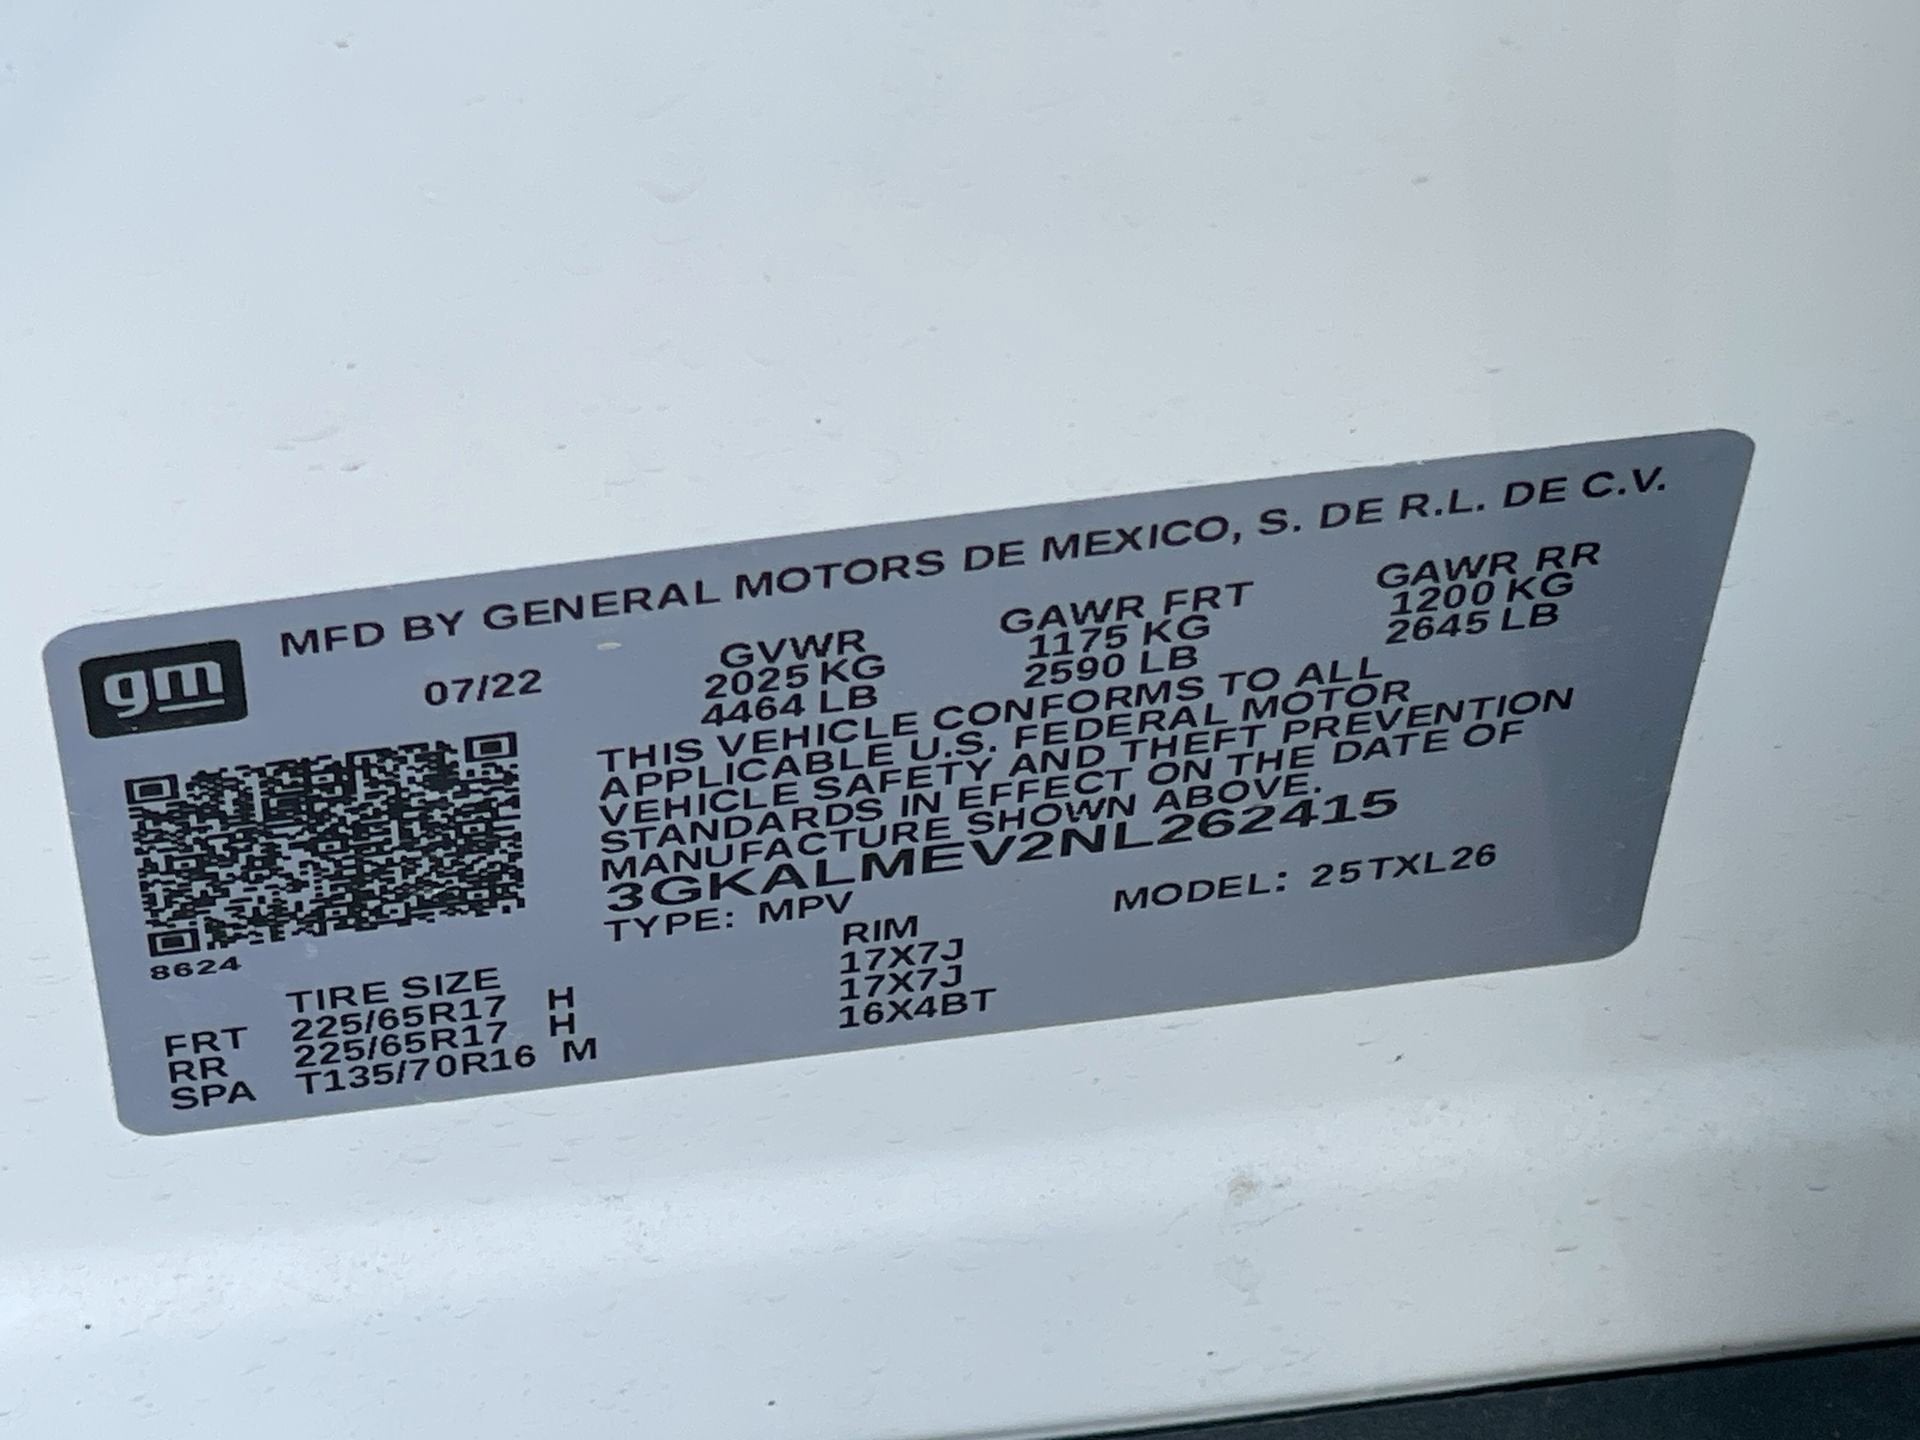 gm
MFD BY GENERAL MOTORS DE MEXICO, S. DE R.L. DE C.V.
07/22
GVWR
2025 KG
4464 LB
GAWR FRT
1175 KG
2590 LB
GAWR RR
1200 KG
2645 LB
THIS VEHICLE CONFORMS TO ALL
APPLICABLE U.S. FEDERAL MOTOR
VEHICLE SAFETY AND THEFT PREVENTION
STANDARDS IN EFFECT ON THE DATE OF
MANUFACTURE SHOWN ABOVE.
3GKALMEV2NL262415
TYPE: MPV MODEL: 25TXL26
8624
TIRE SIZE RIM
FRT 225/65R17 H 17X7J
RR 225/65R17 H 17X7J
SPA T135/70R16 M 16X4BT